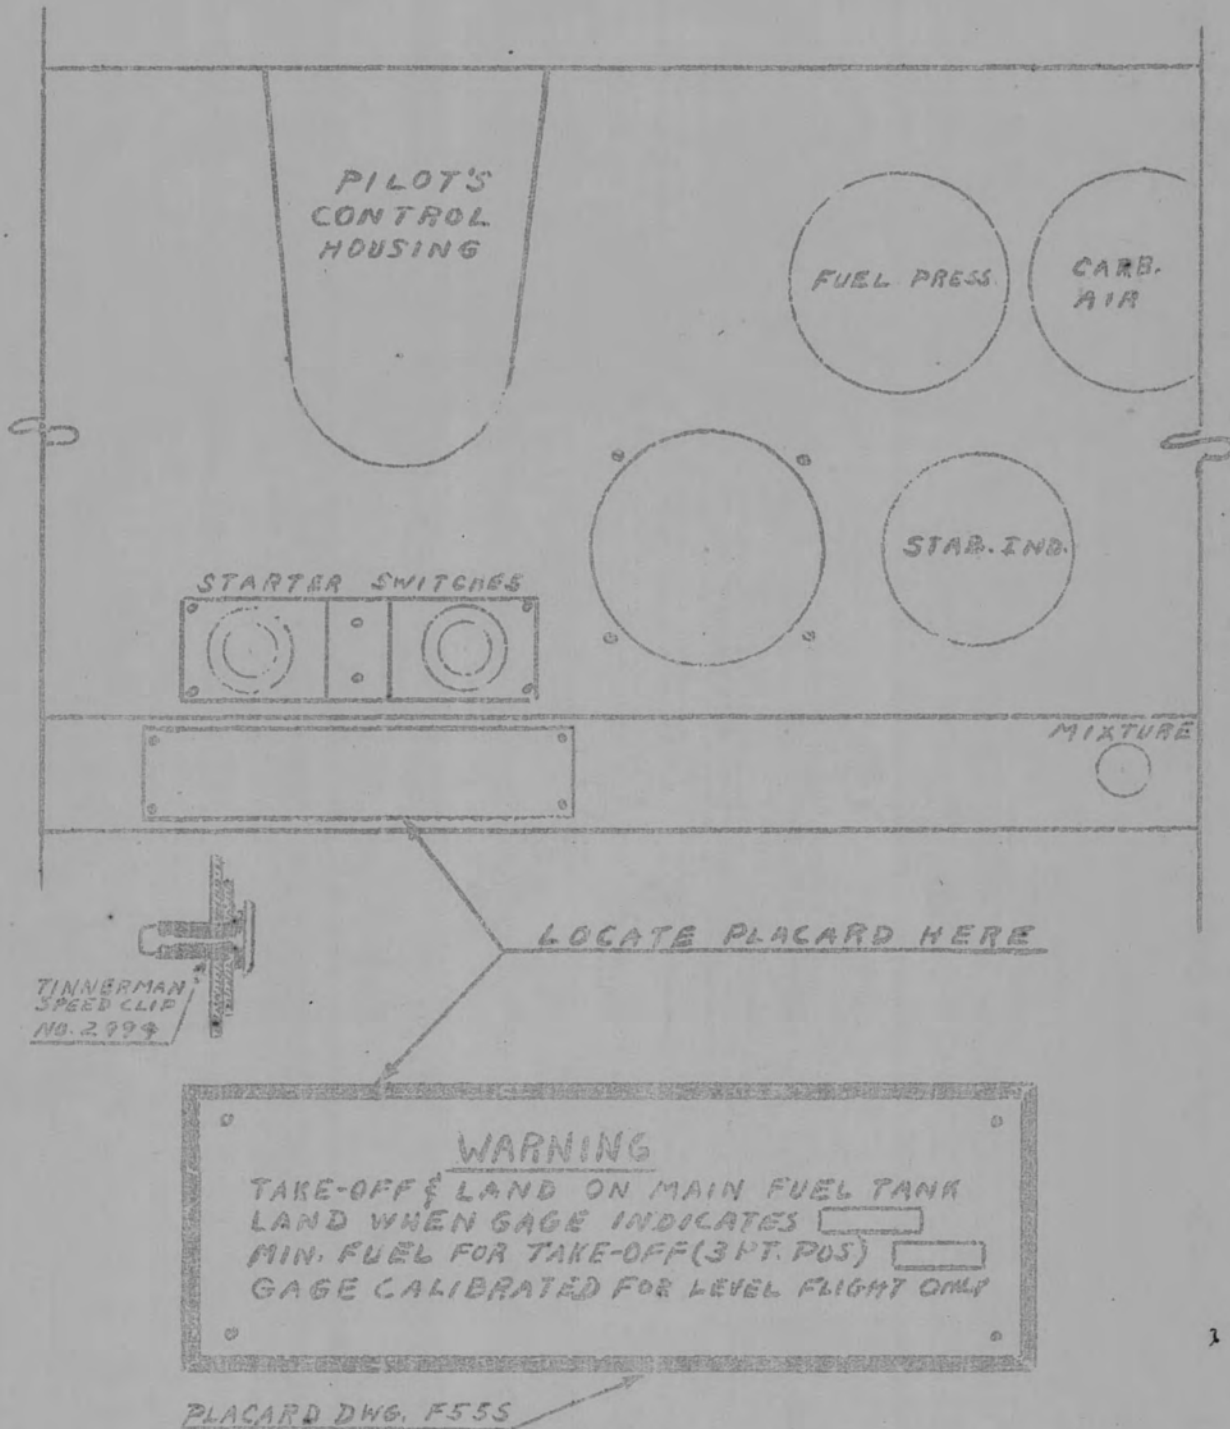 PILOT'S
CONTROL
HOUSING
FUEL PRESS.
CARB.
AIR
STAB. IND.
STARTER SWITCHES
MIXTURE
LOCATE PLACARD HERE
TINNERMAN
SPEED CLIP
NO. 2994
WARNING
TAKE-OFF & LAND ON MAIN FUEL TANK
LAND WHEN GAGE INDICATES
MIN. FUEL FOR TAKE-OFF (3 PT. POS)
GAGE CALIBRATED FOR LEVEL FLIGHT ONLY
PLACARD DWG. F55S